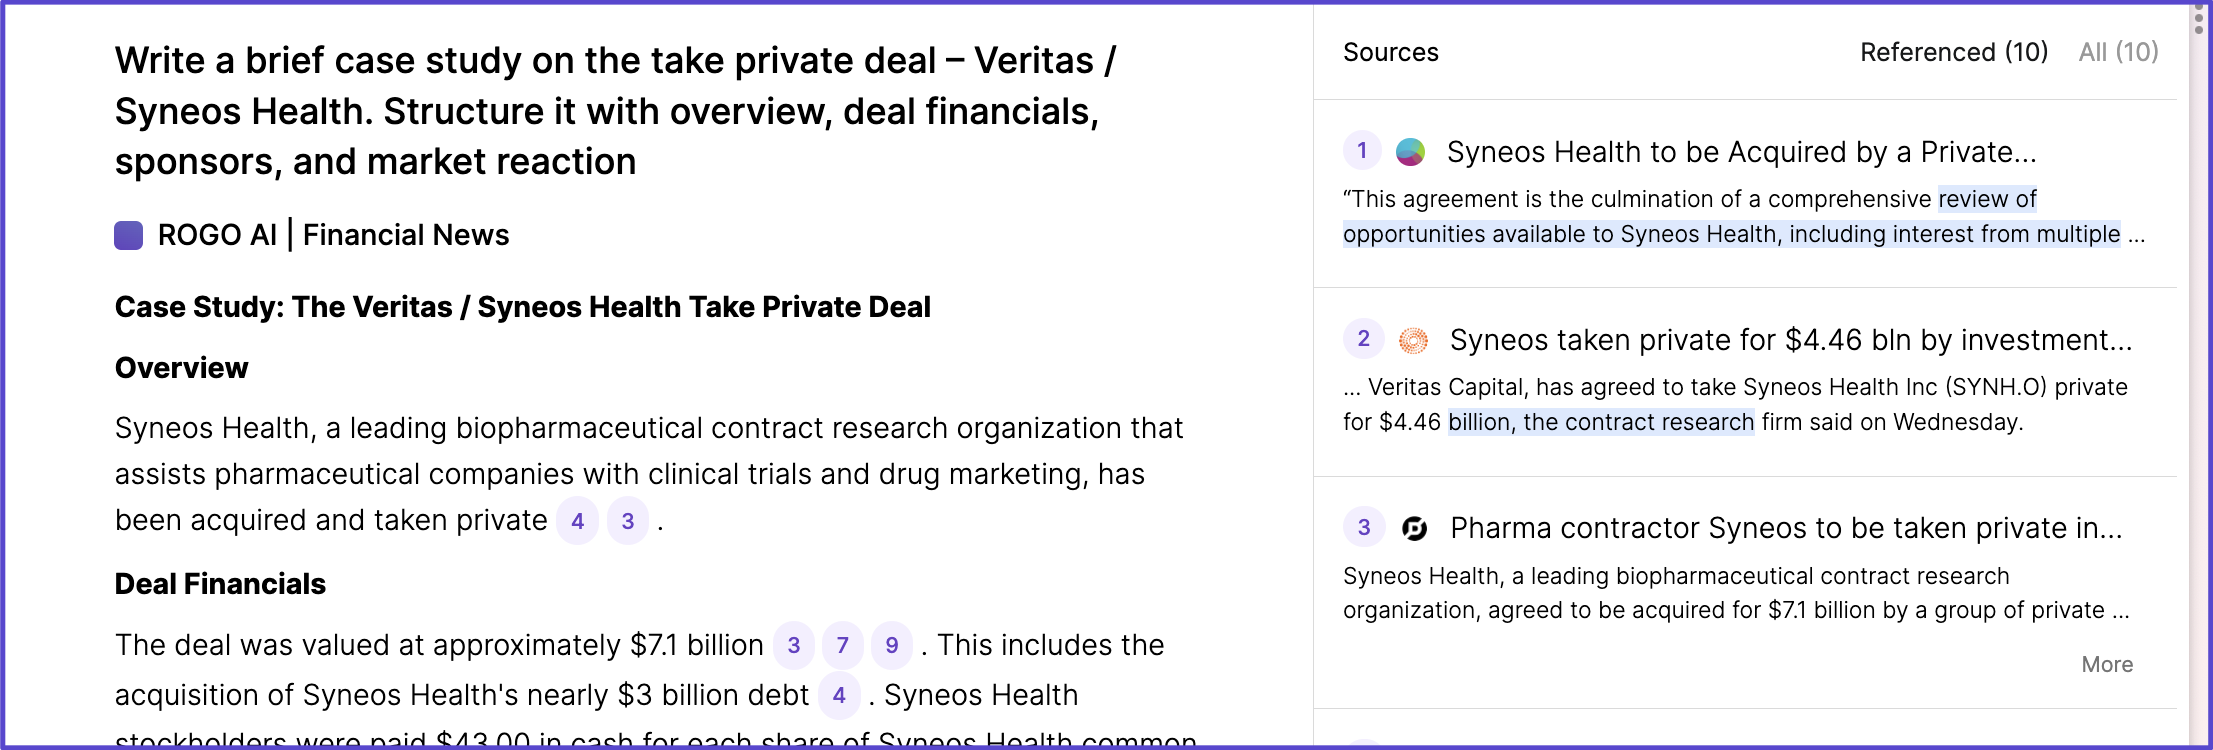 Write a brief case study on the take private deal – Veritas /
Syneos Health. Structure it with overview, deal financials,
sponsors, and market reaction
ROGO AI | Financial News
Case Study: The Veritas / Syneos Health Take Private Deal
Overview
Syneos Health, a leading biopharmaceutical contract research organization that
assists pharmaceutical companies with clinical trials and drug marketing, has
been acquired and taken private 4 3 .
Deal Financials
The deal was valued at approximately $7.1 billion 3 7 9 . This includes the
acquisition of Syneos Health's nearly $3 billion debt 4 . Syneos Health
stockholders were paid $43.00 in cash for each share of Syneos Health common
Sources
Referenced (10) All (10)
1 Syneos Health to be Acquired by a Private...
“This agreement is the culmination of a comprehensive review of
opportunities available to Syneos Health, including interest from multiple ...
2 Syneos taken private for $4.46 bln by investment...
... Veritas Capital, has agreed to take Syneos Health Inc (SYNH.O) private
for $4.46 billion, the contract research firm said on Wednesday.
3 Pharma contractor Syneos to be taken private in...
Syneos Health, a leading biopharmaceutical contract research
organization, agreed to be acquired for $7.1 billion by a group of private ...
More